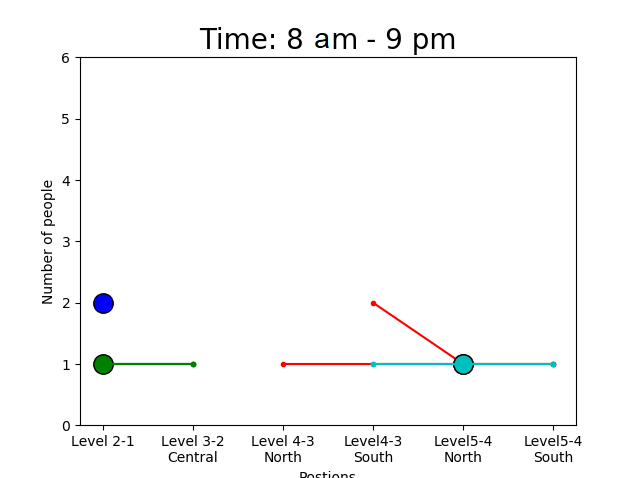 Time: 8 am - 9 pm
Number of people
6
5
4
3
2
1
0
Level 2-1
Level 3-2
Central
Level 4-3
North
Level4-3
South
Level5-4
North
Level5-4
South
Postions